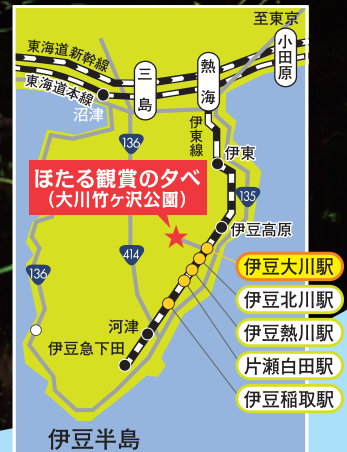 至東京
小田原
東海道新幹線
熱海
三島
東海道本線
沼津
伊東線
136
伊東
ほたる観賞の夕べ
（大川竹ヶ沢公園）
135
伊豆高原
414
136
伊豆大川駅
伊豆北川駅
伊豆熱川駅
片瀬白田駅
伊豆稲取駅
河津
伊豆急下田
伊豆半島